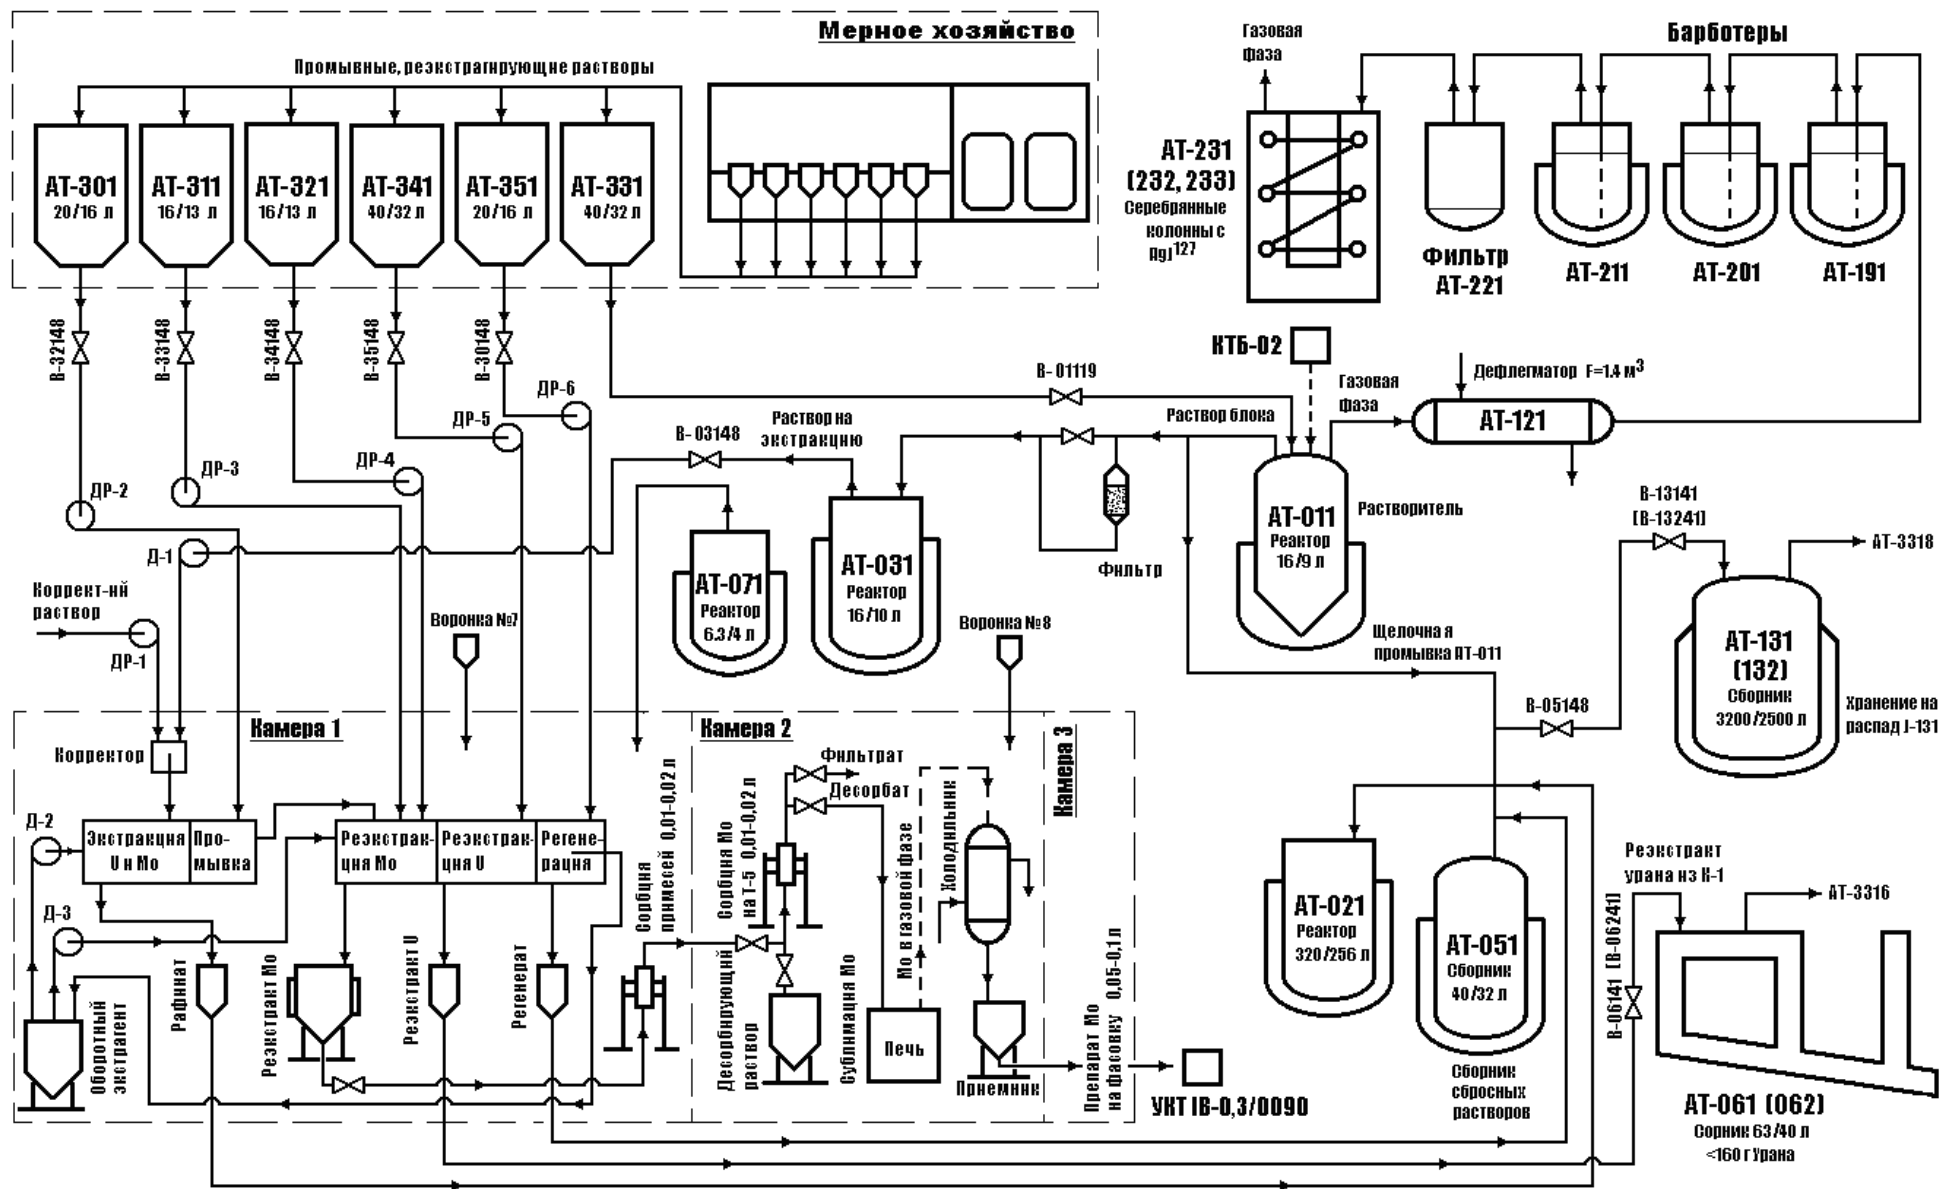 Мерное хозяйство
Промывные, реэкстрагирующие растворы
АТ-301
20/16 л
АТ-311
16/13 л
АТ-321
16/13 л
АТ-341
40/32 л
АТ-351
20/16 л
АТ-331
40/32 л
Газовая
фаза
Барботеры
АТ-231
(232, 233)
Серебрянные
колонны с
AgJ127
Фильтр
АТ-221
АТ-211
АТ-201
АТ-191
В-32148
В-33148
В-34148
В-35148
В-30148
ДР-2
ДР-3
ДР-4
ДР-5
ДР-6
В- 01119
КТБ-02
Газовая
фаза
Дефлегматор F=1.4 м3
АТ-121
В- 03148
Раствор на
экстракцию
Раствор блока
Фильтр
АТ-011
Реактор
16/9 л
Растворитель
В-13141
(В-13241)
АТ-3318
АТ-131
(132)
Сборник
3200/2500 л
Хранение на
распад J-131
Д-1
Коррект-ий
раствор
ДР-1
Воронка №7
АТ-071
Реактор
6.3/4 л
АТ-031
Реактор
16/10 л
Воронка №8
Щелочная
промывка АТ-011
В-05148
Камера 1
Камера 2
Камера 3
Корректор
Д-2
Экстракция
U и Mo
Про-
мывка
Реэкстрак-
ция Mo
Реэкстрак-
ция U
Регене-
рация
Д-3
Оборотный
экстрагент
Рафинат
Реэкстракт Mo
Реэкстракт U
Регенерат
Сорбция
примесей 0,01-0,02 л
Сорбция Mo
на Т-5 0,01-0,02 л
Фильтрат
Десорбат
Десорбирующий
раствор
Сублимация Mo
Mo в газовой фазе
Печь
Холодильник
Приемник
Препарат Mo
на фасовку 0,05-0,1 л
УКТ IB-0,3/0090
АТ-021
Реактор
320/256 л
АТ-051
Сборник
40/32 л
Сборник
сбросных
растворов
Реэкстракт
урана из К-1
В-06141 (В-06241)
АТ-3316
АТ-061 (062)
Сорник 63/40 л
<160 г Урана